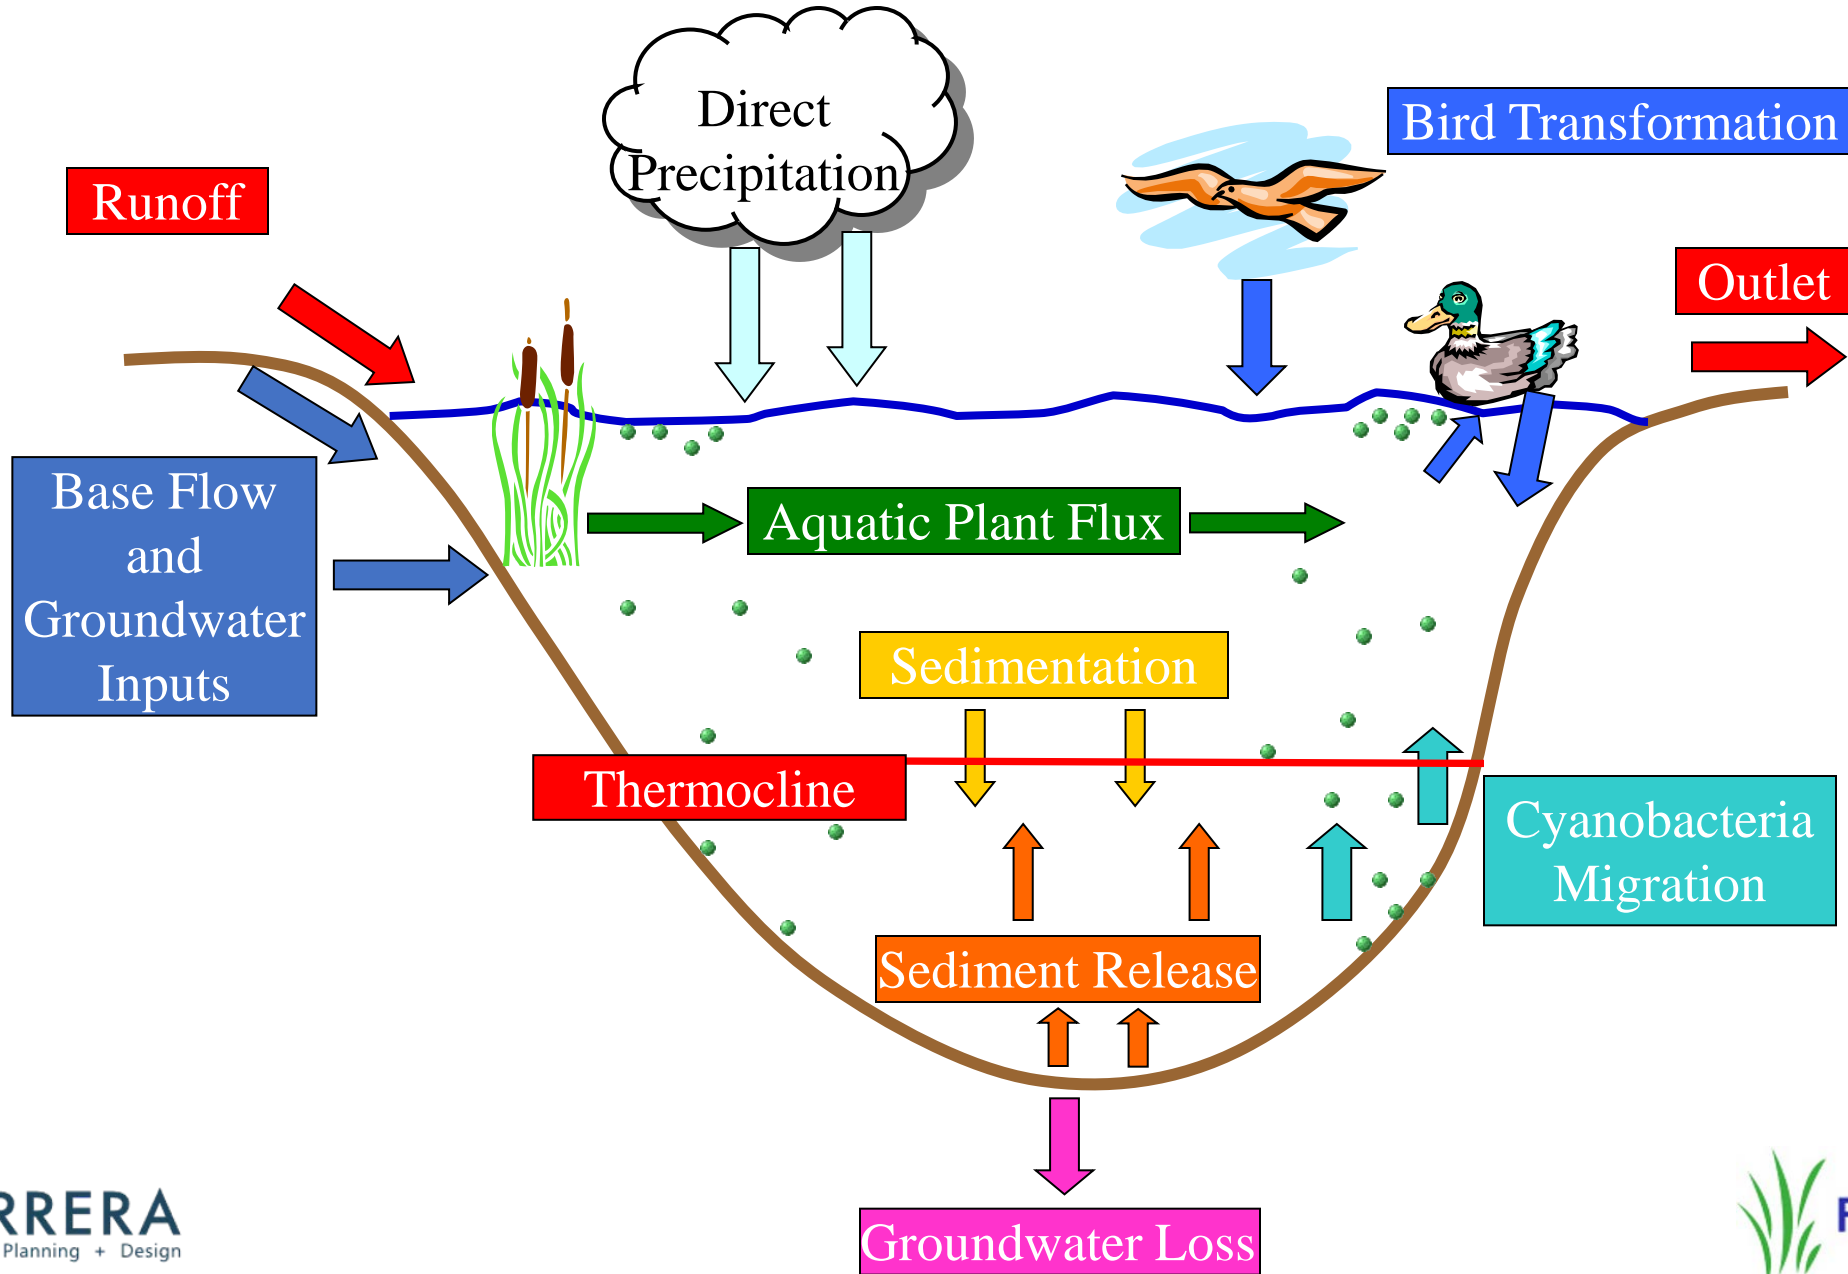 Direct
Precipitation
Bird Transformation
Runoff
Outlet
Base Flow
and
Groundwater
Inputs
Aquatic Plant Flux
Sedimentation
Thermocline
Cyanobacteria
Migration
Sediment Release
Groundwater Loss
RRERA
Planning + Design